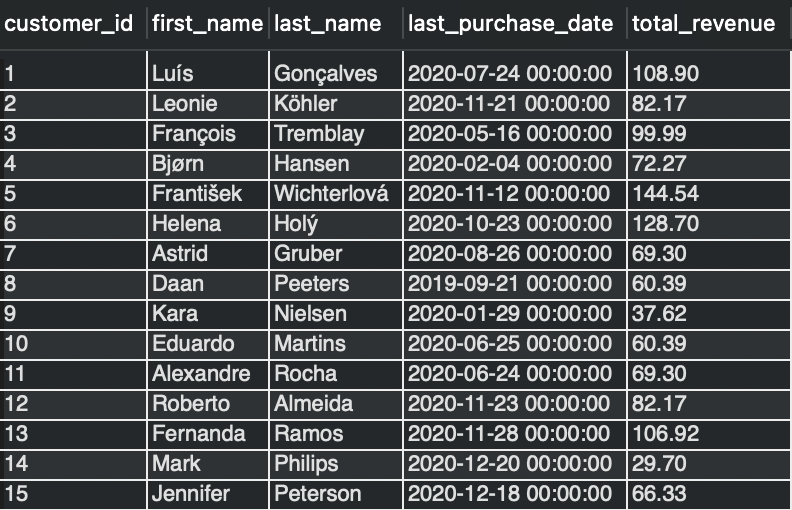 customer_id first_name last_name last_purchase_date total_revenue
1 Luís Gonçalves 2020-07-24 00:00:00 108.90
2 Leonie Köhler 2020-11-21 00:00:00 82.17
3 François Tremblay 2020-05-16 00:00:00 99.99
4 Bjørn Hansen 2020-02-04 00:00:00 72.27
5 František Wichterlová 2020-11-12 00:00:00 144.54
6 Helena Holý 2020-10-23 00:00:00 128.70
7 Astrid Gruber 2020-08-26 00:00:00 69.30
8 Daan Peeters 2019-09-21 00:00:00 60.39
9 Kara Nielsen 2020-01-29 00:00:00 37.62
10 Eduardo Martins 2020-06-25 00:00:00 60.39
11 Alexandre Rocha 2020-06-24 00:00:00 69.30
12 Roberto Almeida 2020-11-23 00:00:00 82.17
13 Fernanda Ramos 2020-11-28 00:00:00 106.92
14 Mark Philips 2020-12-20 00:00:00 29.70
15 Jennifer Peterson 2020-12-18 00:00:00 66.33